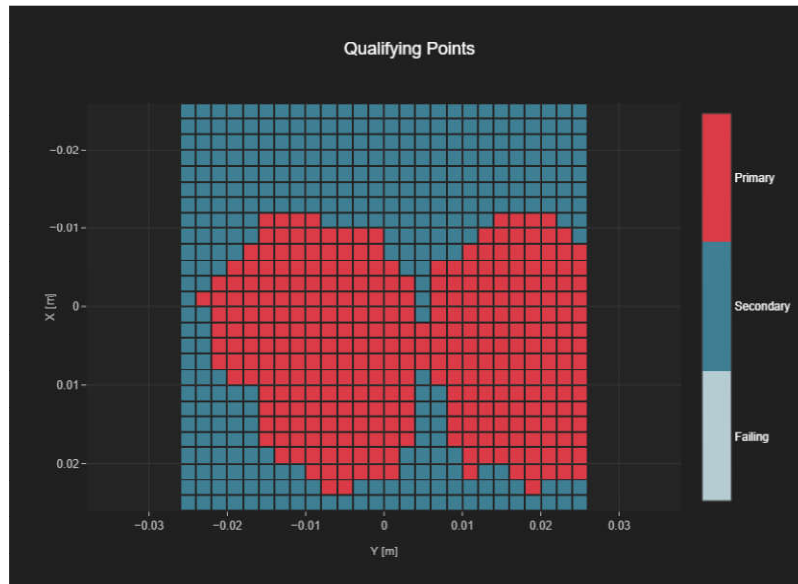 Qualifying Points
Primary
Secondary
Failing
X [m]
−0.02
−0.01
0
0.01
0.02
−0.03
−0.02
−0.01
0
0.01
0.02
0.03
Y [m]